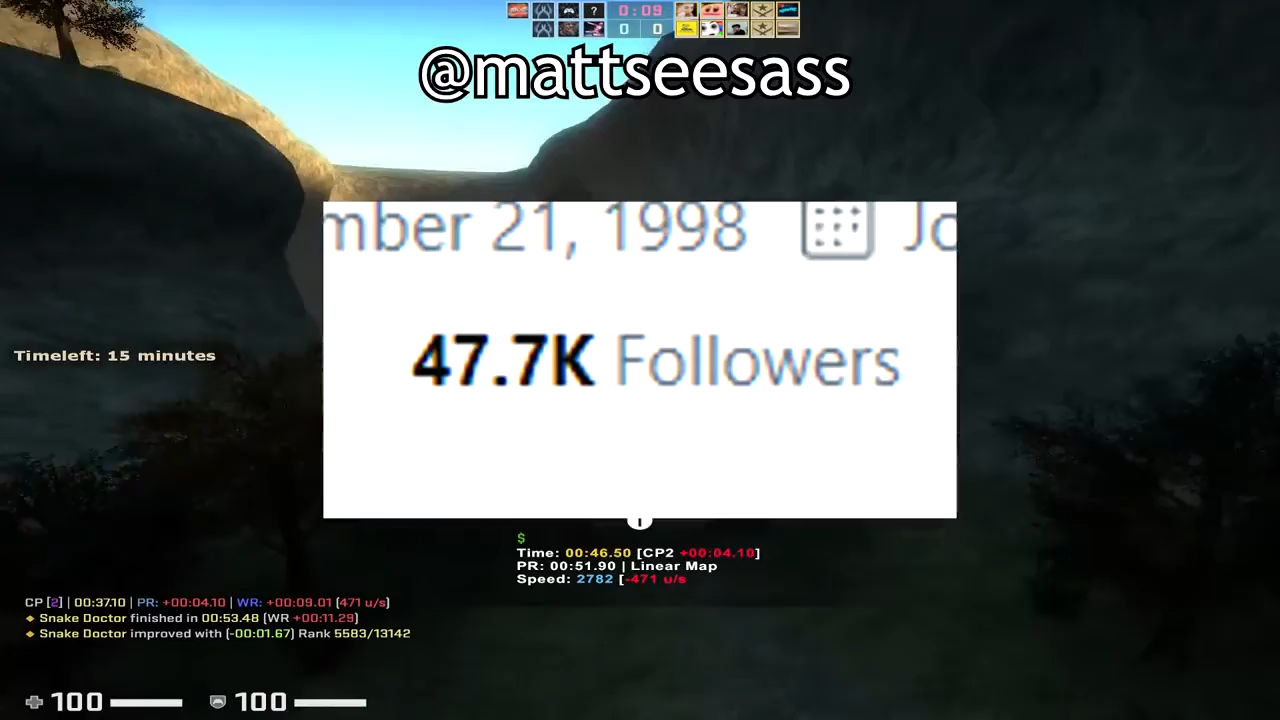 ?
0:09
0 0
@mattseesass
mber 21, 1998 Jo
47.7K Followers
Timeleft: 15 minutes
$
Time: 00:46.50 [CP2 +00:04.10]
PR: 00:51.90 | Linear Map
Speed: 2782 [-471 u/s
CP [2] | 00:37.10 | PR: +00:04.10 | WR: +00:09.01 (471 u/s)
Snake Doctor finished in 00:53.48 (WR +00:11.29)
Snake Doctor improved with (-00:01.67) Rank 5583/13142
100 100